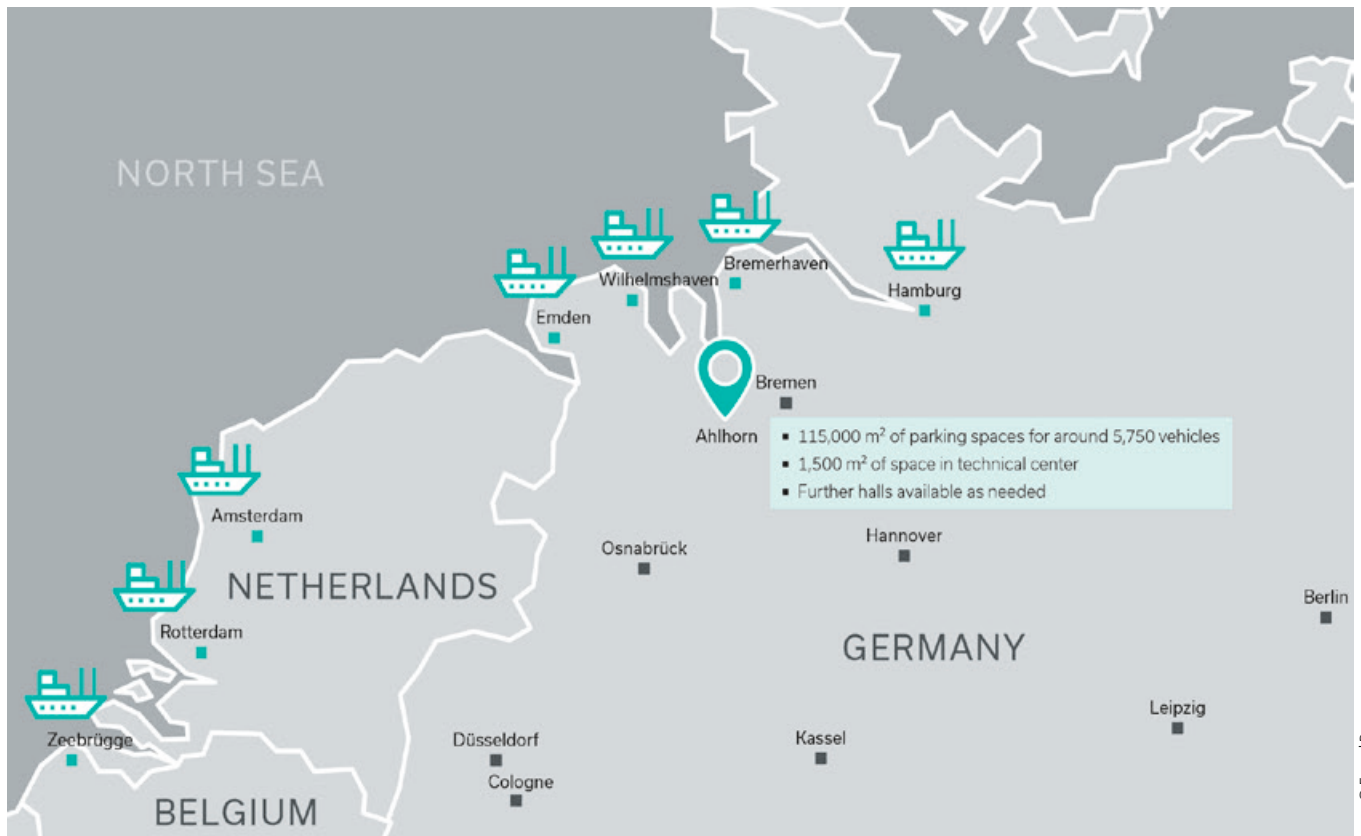 NORTH SEA
Bremerhaven
Wilhelmshaven
Hamburg
Emden
Bremen
Ahlhorn
▪ 115,000 m² of parking spaces for around 5,750 vehicles
▪ 1,500 m² of space in technical center
▪ Further halls available as needed
Amsterdam
Hannover
Osnabrück
NETHERLANDS
Berlin
Rotterdam
GERMANY
Leipzig
Zeebrügge
Düsseldorf
Kassel
Cologne
BELGIUM